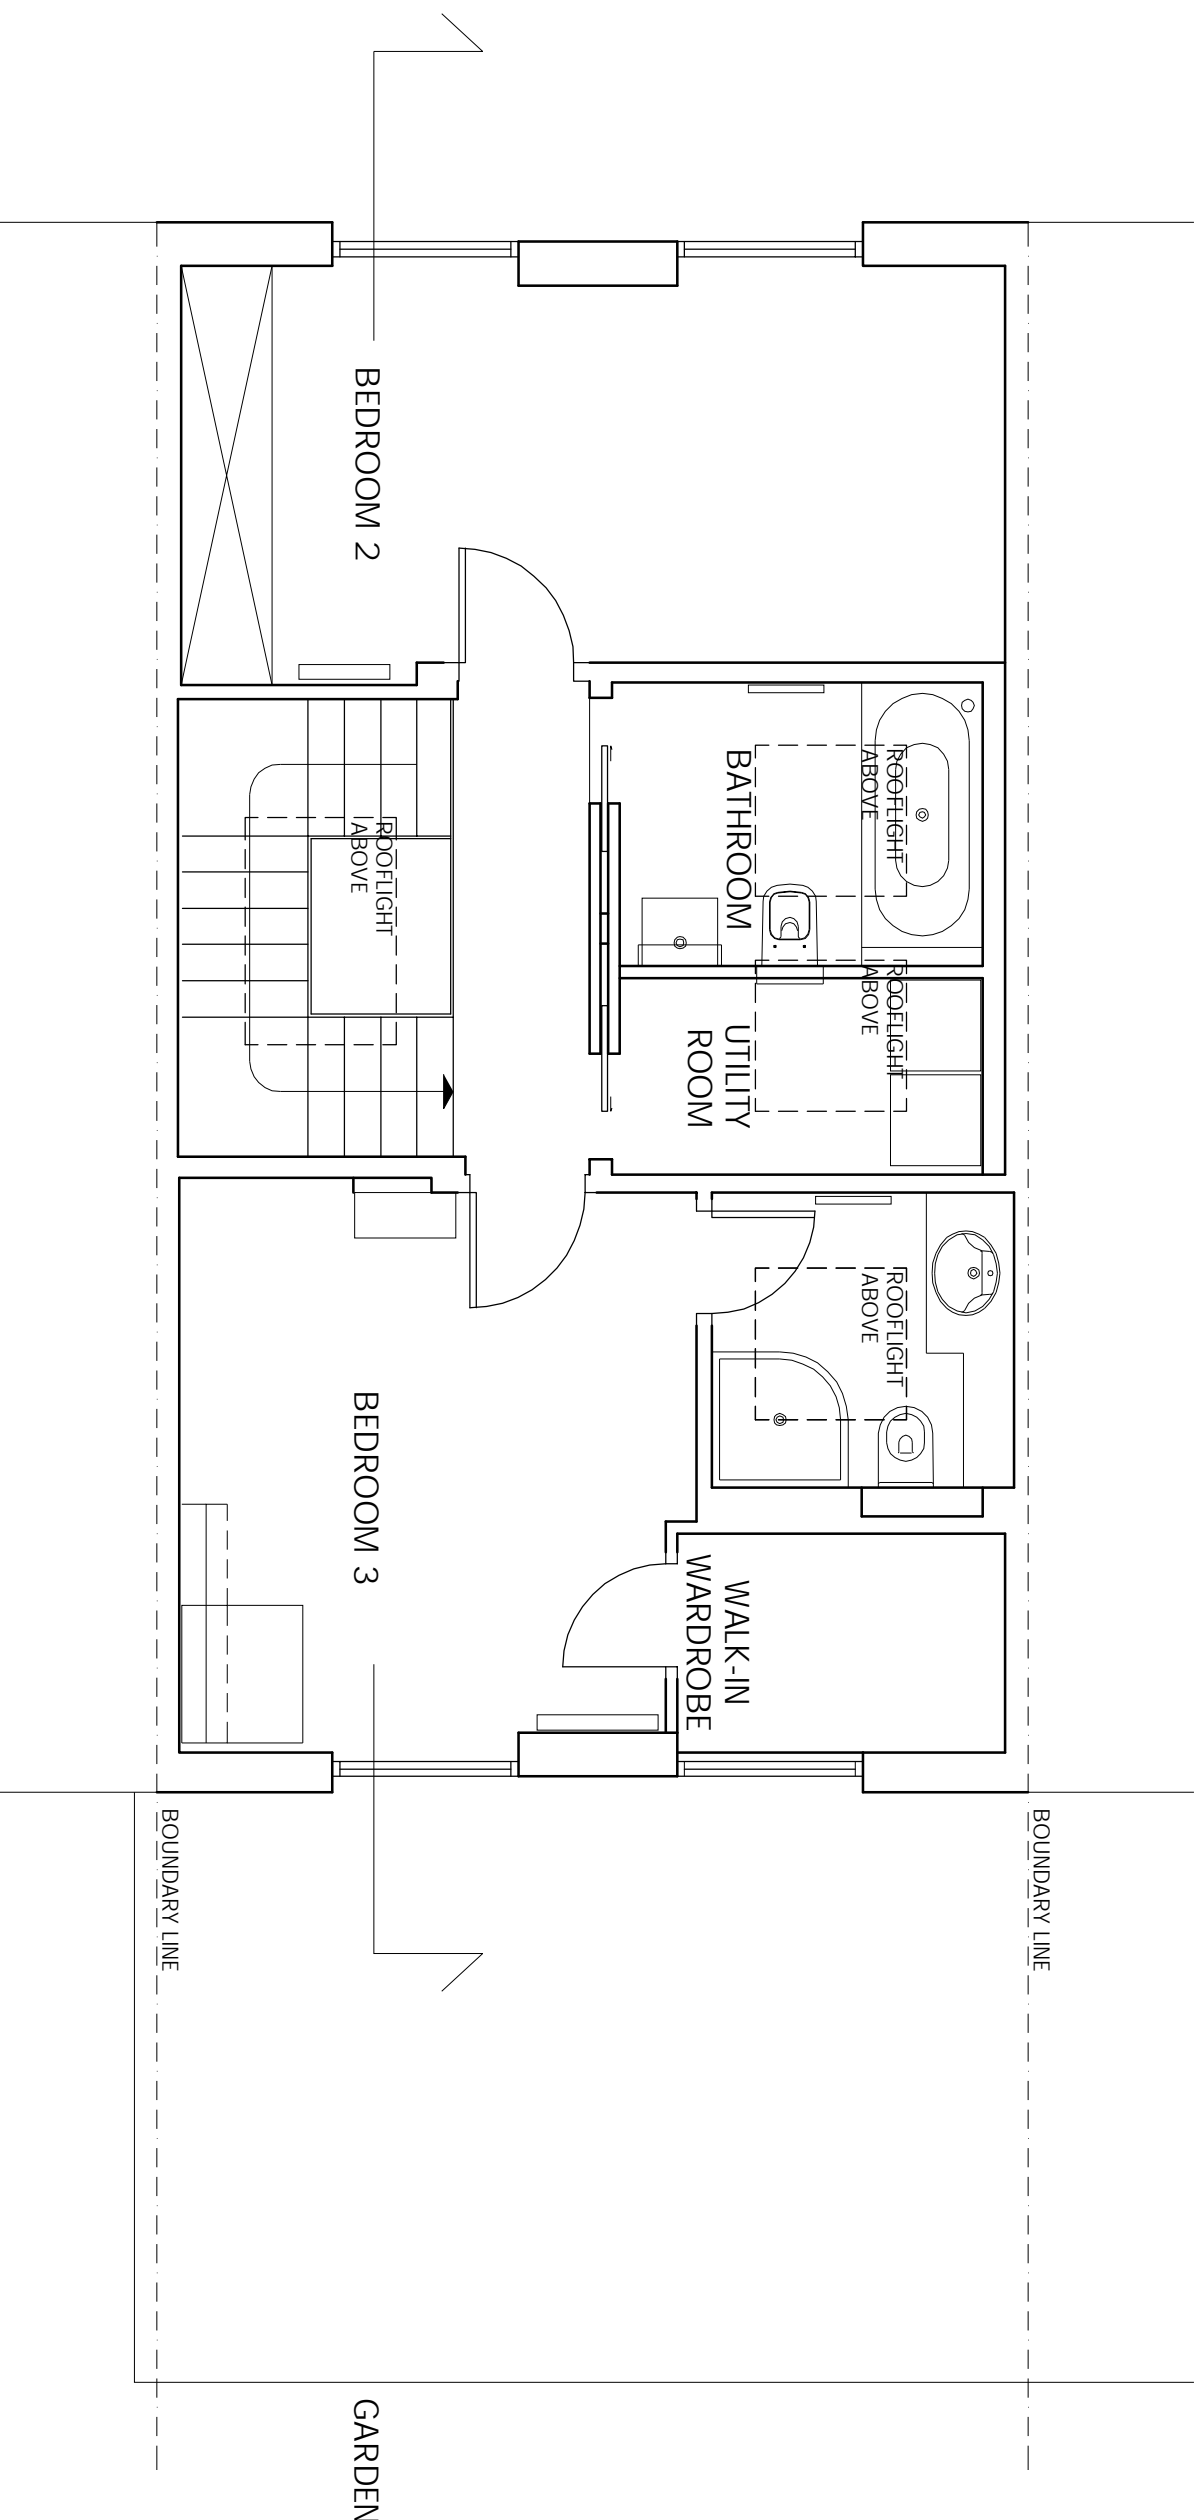 BEDROOM 2
BATHROOM
ROOFLIGHT
ABOVE
ROOFLIGHT
ABOVE
ROOFLIGHT
ABOVE
UTILITY
ROOM
ROOFLIGHT
ABOVE
BEDROOM 3
WALK-IN
WARDROBE
BOUNDARY LINE
BOUNDARY LINE
GARDEN